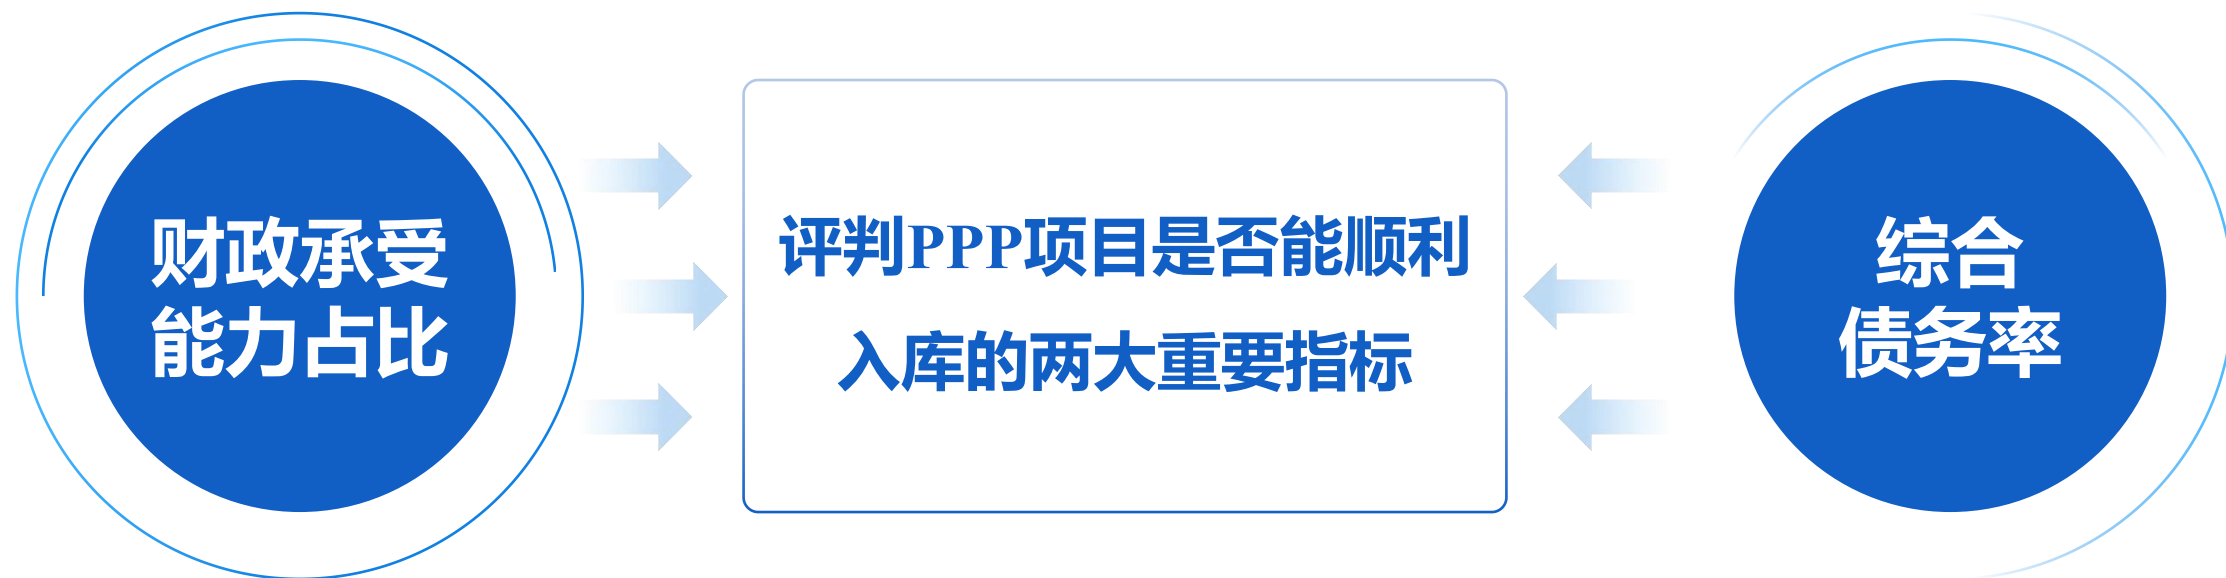 财政承受
能力占比
评判PPP项目是否能顺利
入库的两大重要指标
综合
债务率